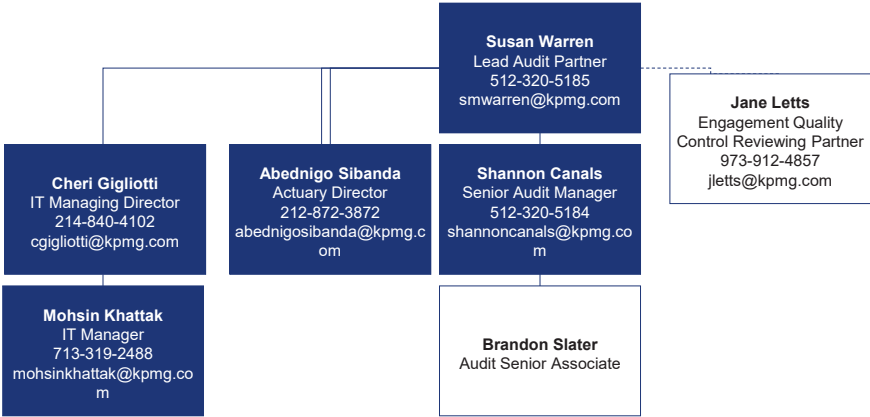 Susan Warren
Lead Audit Partner
512-320-5185
smwarren@kpmg.com
Jane Letts
Engagement Quality
Control Reviewing Partner
973-912-4857
jletts@kpmg.com
Cheri Gigliotti
IT Managing Director
214-840-4102
cgigliotti@kpmg.com
Abednigo Sibanda
Actuary Director
212-872-3872
abednigosibanda@kpmg.c
om
Shannon Canals
Senior Audit Manager
512-320-5184
shannoncanals@kpmg.co
m
Mohsin Khattak
IT Manager
713-319-2488
mohsinkhattak@kpmg.co
m
Brandon Slater
Audit Senior Associate